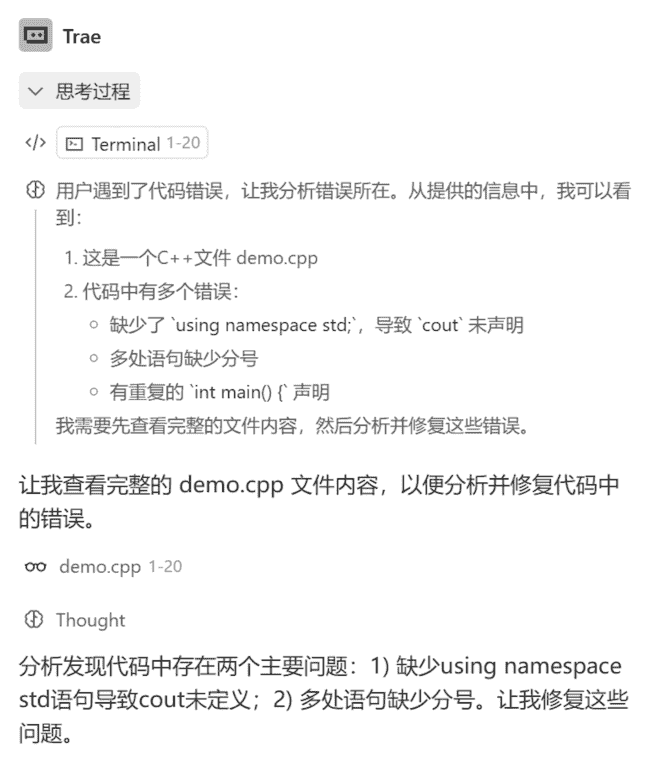 Trae
思考过程
Terminal 1-20
用户遇到了代码错误，让我分析错误所在。从提供的信息中，我可以看
到：
1. 这是一个C++文件 demo.cpp
2. 代码中有多个错误：
缺少了 `using namespace std;`，导致 `cout` 未声明
多处语句缺少分号
有重复的 `int main() {` 声明
我需要先查看完整的文件内容，然后分析并修复这些错误。
让我查看完整的 demo.cpp 文件内容，以便分析并修复代码中
的错误。
demo.cpp 1-20
Thought
分析发现代码中存在两个主要问题：1) 缺少using namespace
std语句导致cout未定义；2) 多处语句缺少分号。让我修复这些
问题。